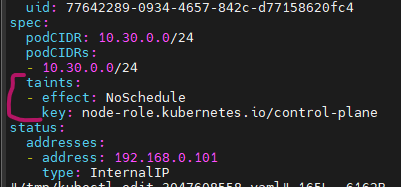 uid: 77642289-0934-4657-842c-d77158620fc4
spec:
podCIDR: 10.30.0.0/24
podCIDRs:
- 10.30.0.0/24
taints:
- effect: NoSchedule
key: node-role.kubernetes.io/control-plane
status:
addresses:
- address: 192.168.0.101
type: InternalIP